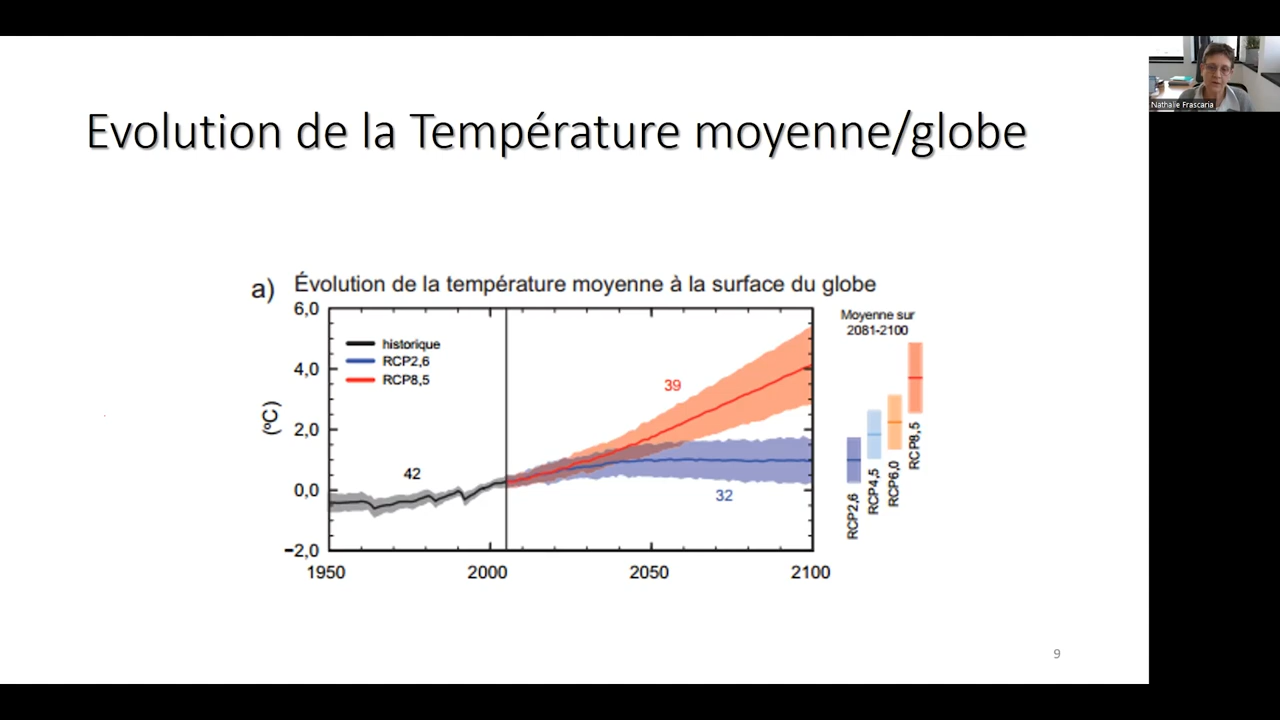 Nathalie Frascaria
Evolution de la Température moyenne/globe
a) Évolution de la température moyenne à la surface du globe
6,0
4,0
2,0
0,0
−2,0
(ºC)
historique
RCP2,6
RCP8,5
42
39
32
1950
2000
2050
2100
Moyenne sur
2081-2100
RCP2,6
RCP4,5
RCP6,0
RCP8,5
9